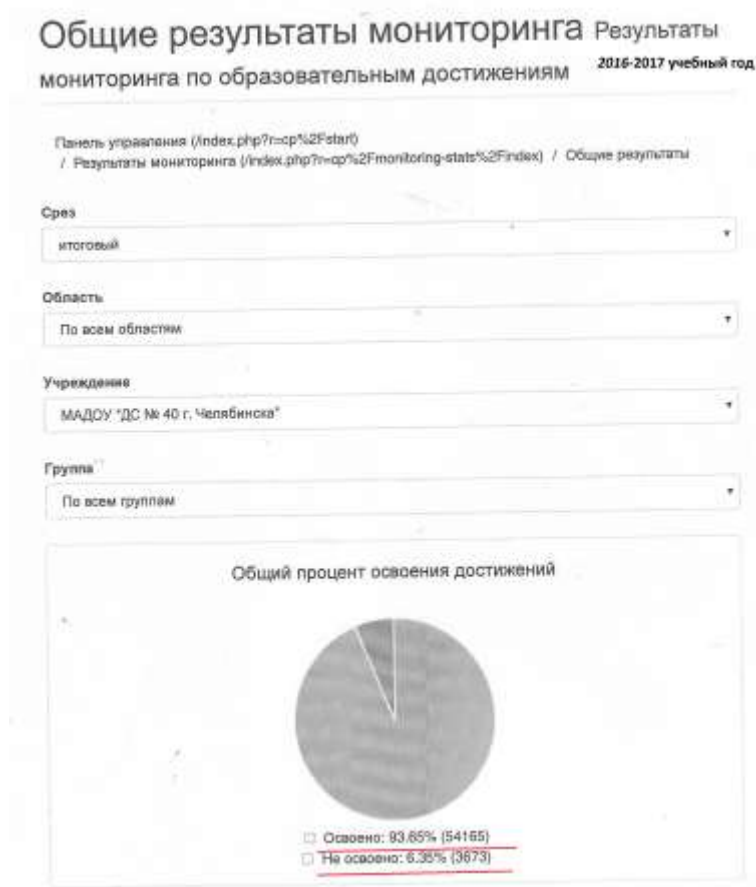 Общие результаты мониторинга Результаты
мониторинга по образовательным достижениям 2016-2017 учебный год
Панель управления (/index.php?r=cp%2Fstart)
/ Результаты мониторинга (/index.php?r=cp%2Fmonitoring-stats%2Findex) / Общие результаты
Срез
итоговый
Область
По всем областям
Учреждение
МАДОУ "ДС № 40 г. Челябинска"
Группа
По всем группам
Общий процент освоения достижений
Освоено: 93.65% (54165)
Не освоено: 6.35% (3673)